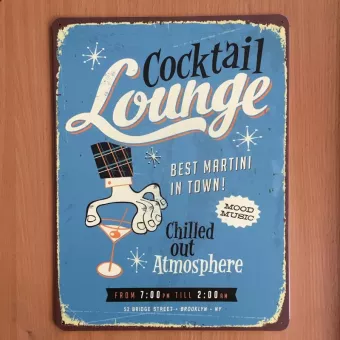 Cocktail
Lounge
BEST MARTINI
IN TOWN!
MOOD
MUSIC
Chilled
out
Atmosphere
FROM 7:00PM TILL 2:00AM
52 BRIDGE STREET • BROOKLYN • NY